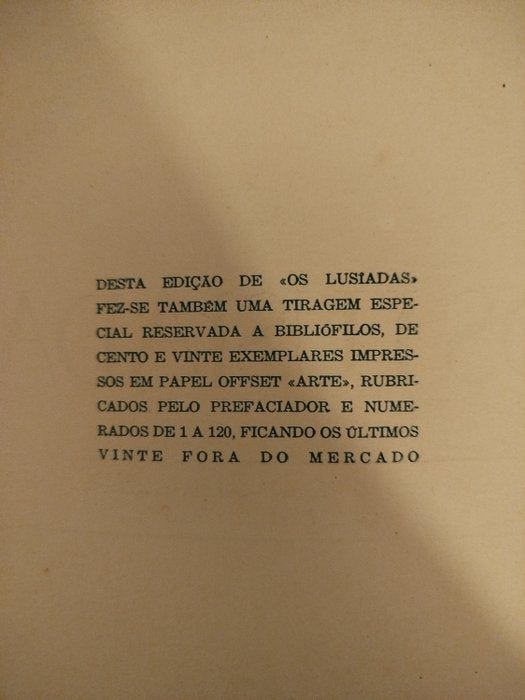 DESTA EDIÇÃO DE «OS LUSÍADAS»
FEZ-SE TAMBÉM UMA TIRAGEM ESPE-
CIAL RESERVADA A BIBLIÓFILOS, DE
CENTO E VINTE EXEMPLARES IMPRES-
SOS EM PAPEL OFFSET «ARTE», RUBRI-
CADOS PELO PREFACIADOR E NUME-
RADOS DE 1 A 120, FICANDO OS ÚLTIMOS
VINTE FORA DO MERCADO